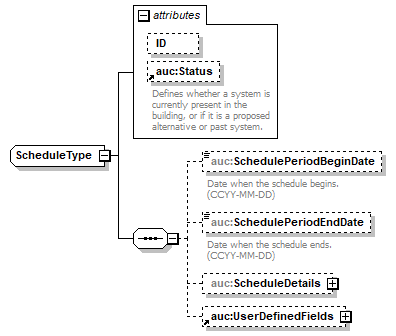 attributes
ID
auc:Status
Defines whether a system is
currently present in the
building, or if it is a proposed
alternative or past system.
ScheduleType
auc:SchedulePeriodBeginDate
Date when the schedule begins.
(CCYY-MM-DD)
auc:SchedulePeriodEndDate
Date when the schedule ends.
(CCYY-MM-DD)
auc:ScheduleDetails
auc:UserDefinedFields